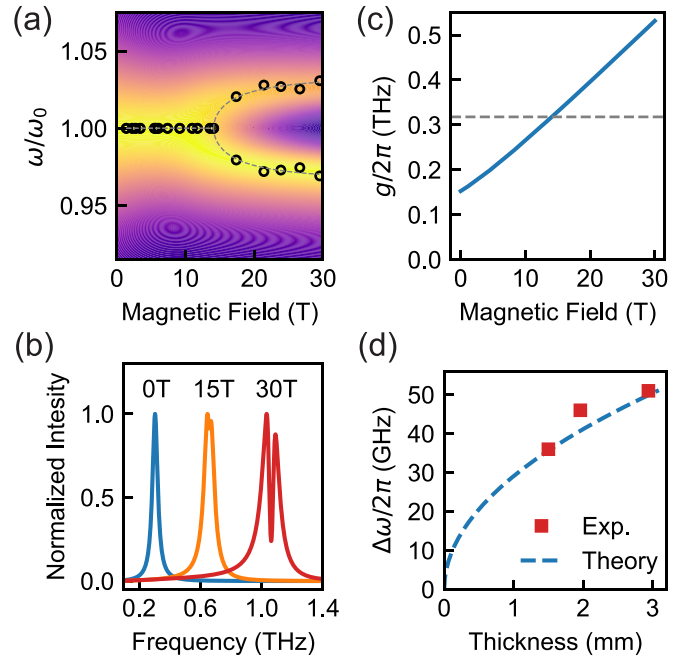 (a)
1.05
1.00
0.95
ω/ω₀
0 10 20 30
Magnetic Field (T)
(c)
0.5
0.4
0.3
0.2
0.1
0.0
g/2π (THz)
0 10 20 30
Magnetic Field (T)
(b)
0T 15T 30T
1.0
0.5
0.0
Normalized Intesity
0.2 0.6 1.0 1.4
Frequency (THz)
(d)
50
40
30
20
10
0
Δω/2π (GHz)
Exp.
Theory
0 1 2 3
Thickness (mm)